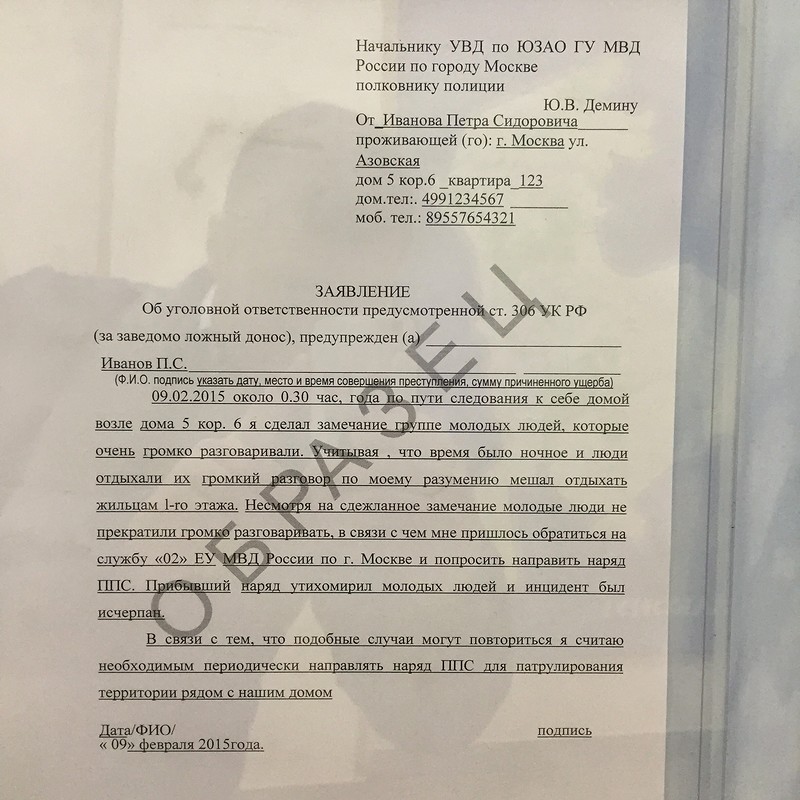 Начальнику УВД по ЮЗАО ГУ МВД
России по городу Москве
полковнику полиции
Ю.В. Демину
От_Иванова Петра Сидоровича______
проживающей (го): г. Москва ул.
Азовская
дом 5 кор.6 _квартира_123
дом.тел:. 4991234567 _______
моб. тел.: 89557654321
ЗАЯВЛЕНИЕ
Об уголовной ответственности предусмотренной ст. 306 УК РФ
(за заведомо ложный донос), предупрежден (а) ______________________
Иванов П.С.
(Ф.И.О. подпись указать дату, место и время совершения преступления, сумму причиненного ущерба)
09.02.2015 около 0.30 час, года по пути следования к себе домой
возле дома 5 кор. 6 я сделал замечание группе молодых людей, которые
очень громко разговаривали. Учитывая , что время было ночное и люди
отдыхали их громкий разговор по моему разумению мешал отдыхать
жильцам 1-го этажа. Несмотря на сдежланное замечание молодые люди не
прекратили громко разговаривать, в связи с чем мне пришлось обратиться на
службу «02» ЕУ МВД России по г. Москве и попросить направить наряд
ППС. Прибывший наряд утихомирил молодых людей и инцидент был
исчерпан.
В связи с тем, что подобные случаи могут повториться я считаю
необходимым периодически направлять наряд ППС для патрулирования
территории рядом с нашим домом
Дата/ФИО/ подпись
« 09» февраля 2015года.
ОБРАЗЕЦ